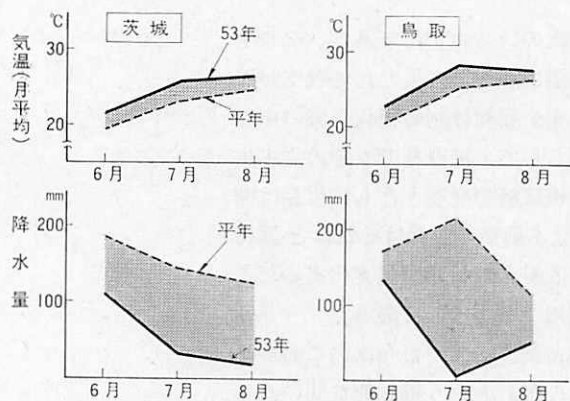 茨城
鳥取
℃
30
20
気温(月平均)
53年
平年
6月 7月 8月
℃
30
20
6月 7月 8月
mm
200
100
降水量
平年
53年
6月 7月 8月
mm
200
100
6月 7月 8月